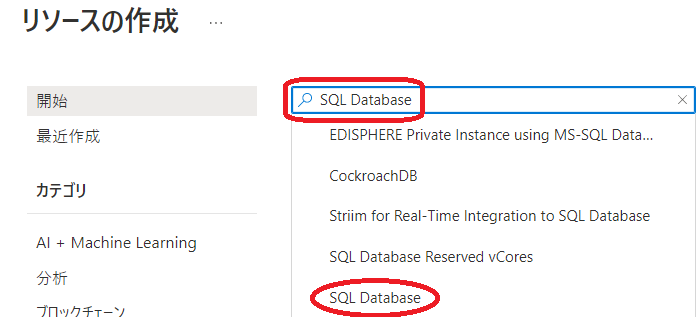 リソースの作成 …
開始
最近作成
カテゴリ
AI + Machine Learning
分析
ブロックチェーン
SQL Database
EDISPHERE Private Instance using MS-SQL Data...
CockroachDB
Striim for Real-Time Integration to SQL Database
SQL Database Reserved vCores
SQL Database